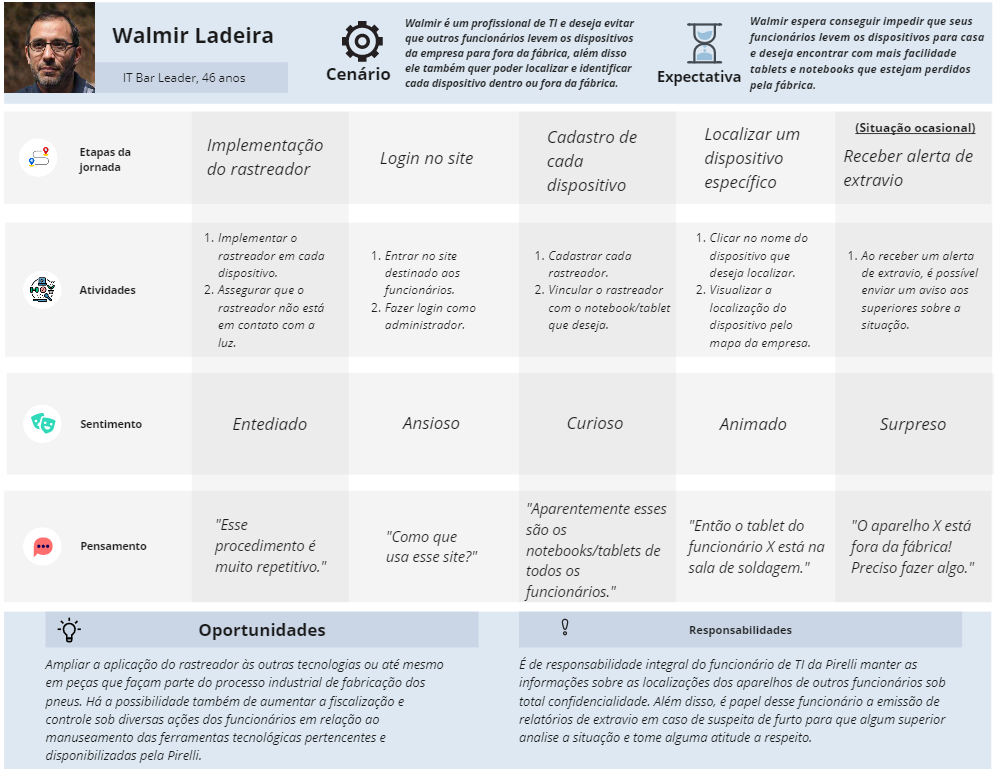 Walmir Ladeira
IT Bar Leader, 46 anos
Cenário
Walmir é um profissional de TI e deseja evitar
que outros funcionários levem os dispositivos
da empresa para fora da fábrica, além disso
ele também quer poder localizar e identificar
cada dispositivo dentro ou fora da fábrica.
Expectativa
Walmir espera conseguir impedir que seus
funcionários levem os dispositivos para casa
e deseja encontrar com mais facilidade
tablets e notebooks que estejam perdidos
pela fábrica.
Etapas da
jornada
Implementação
do rastreador
Login no site
Cadastro de
cada
dispositivo
Localizar um
dispositivo
específico
(Situação ocasional)
Receber alerta de
extravio
Atividades
1. Implementar o
rastreador em cada
dispositivo.
2. Assegurar que o
rastreador não está
em contato com a
luz.
1. Entrar no site
destinado aos
funcionários.
2. Fazer login como
administrador.
1. Cadastrar cada
rastreador.
2. Vincular o rastreador
com o notebook/tablet
que deseja.
1. Clicar no nome do
dispositivo que
deseja localizar.
2. Visualizar a
localização do
dispositivo pelo
mapa da empresa.
1. Ao receber um alerta
de extravio, é possível
enviar um aviso aos
superiores sobre a
situação.
Sentimento
Entediado
Ansioso
Curioso
Animado
Surpreso
Pensamento
"Esse
procedimento é
muito repetitivo."
"Como que
usa esse site?"
"Aparentemente esses
são os
notebooks/tablets de
todos os
funcionários."
"Então o tablet do
funcionário X está na
sala de soldagem."
"O aparelho X está
fora da fábrica!
Preciso fazer algo."
Oportunidades
Ampliar a aplicação do rastreador às outras tecnologias ou até mesmo
em peças que façam parte do processo industrial de fabricação dos
pneus. Há a possibilidade também de aumentar a fiscalização e
controle sob diversas ações dos funcionários em relação ao
manuseamento das ferramentas tecnológicas pertencentes e
disponibilizadas pela Pirelli.
Responsabilidades
É de responsabilidade integral do funcionário de TI da Pirelli manter as
informações sobre as localizações dos aparelhos de outros funcionários sob
total confidencialidade. Além disso, é papel desse funcionário a emissão de
relatórios de extravio em caso de suspeita de furto para que algum superior
analise a situação e tome alguma atitude a respeito.